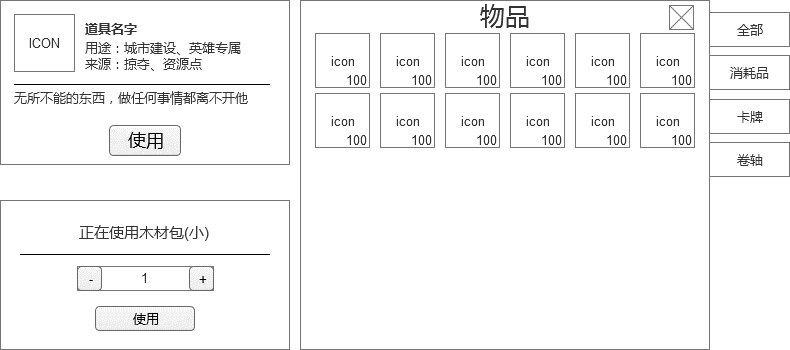 ICON
道具名字
用途：城市建设、英雄专属
来源：掠夺、资源点
无所不能的东西，做任何事情都离不开他
使用
正在使用木材包(小)
- 1 +
使用
物品
icon icon icon icon icon icon
100 100 100 100 100 100
icon icon icon icon icon icon
100 100 100 100 100 100
全部
消耗品
卡牌
卷轴